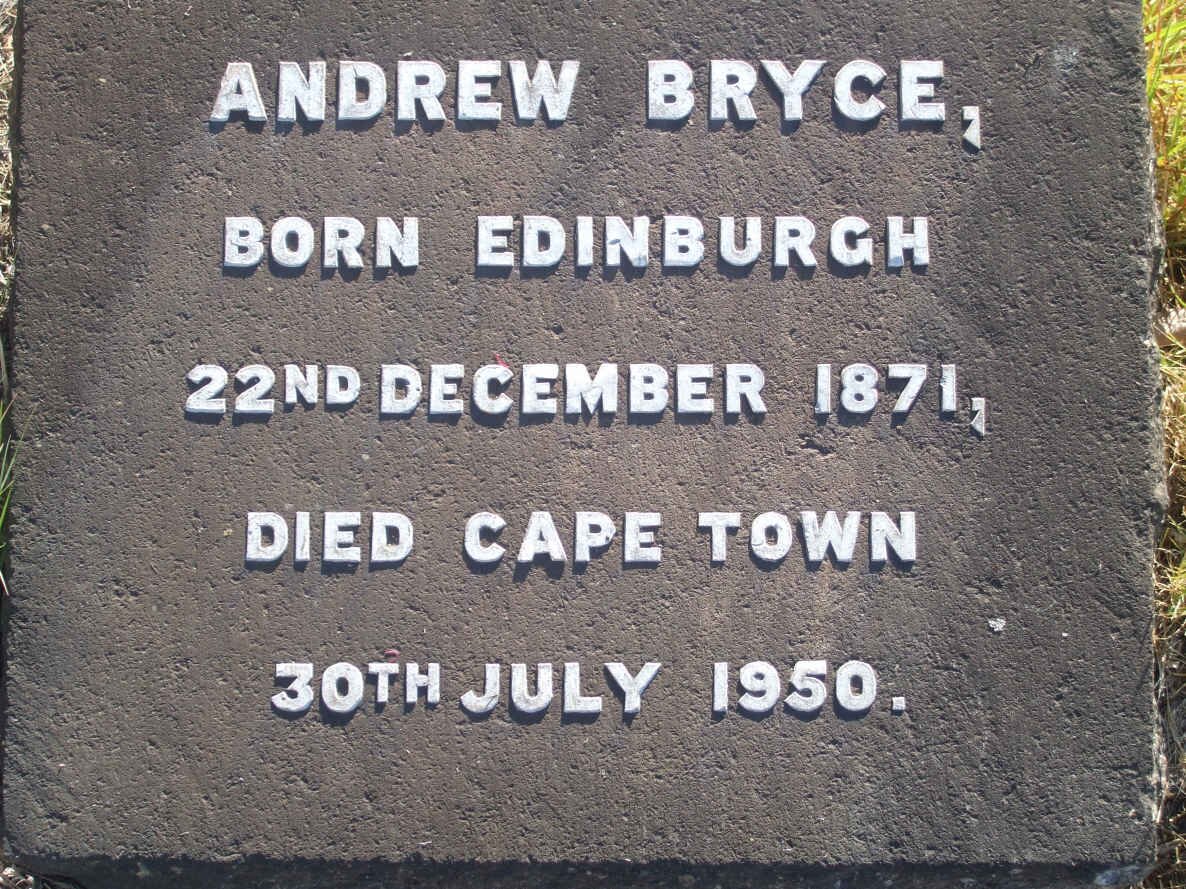 ANDREW BRYCE,
BORN EDINBURGH
22ND DECEMBER 1871,
DIED CAPE TOWN
30TH JULY 1950.